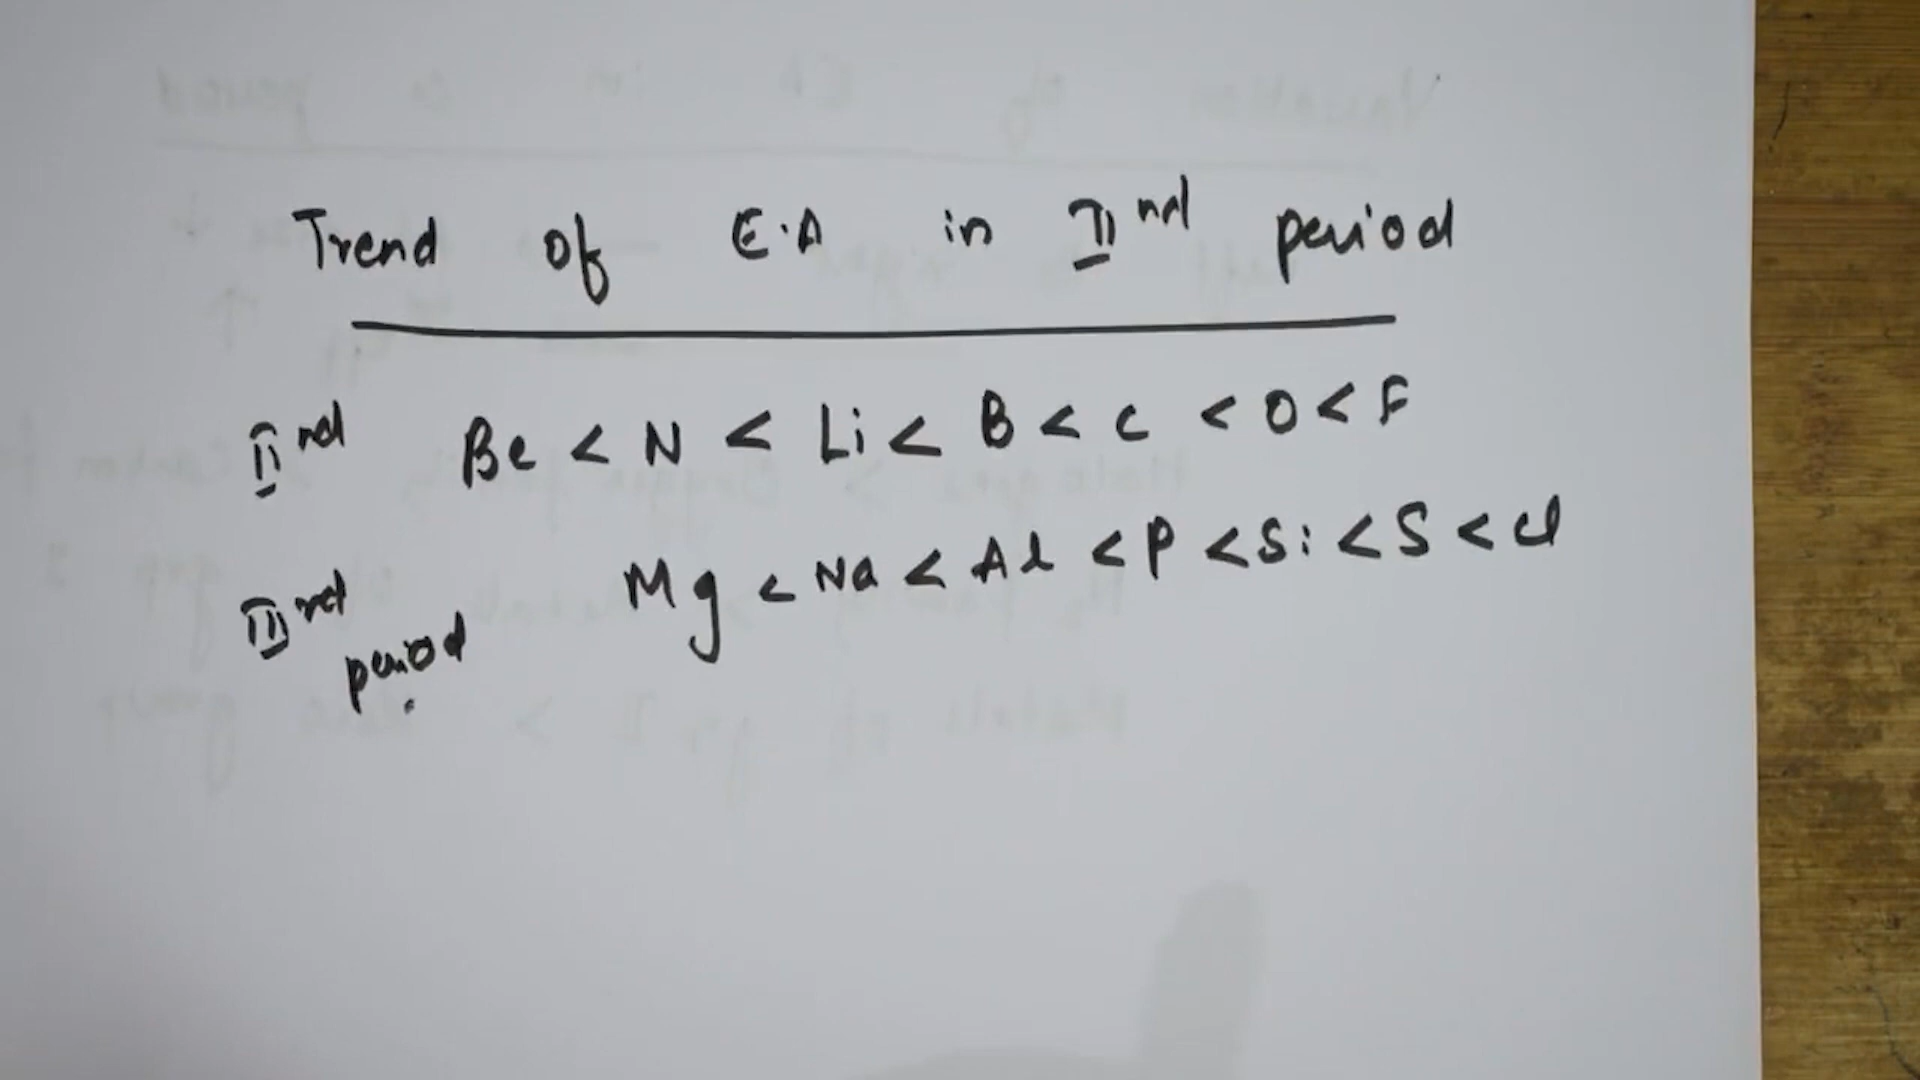 Trend of E.A in IInd period
IInd Be < N < Li < B < C < O < F
IIIrd period Mg < Na < Al < P < Si < S < Cl